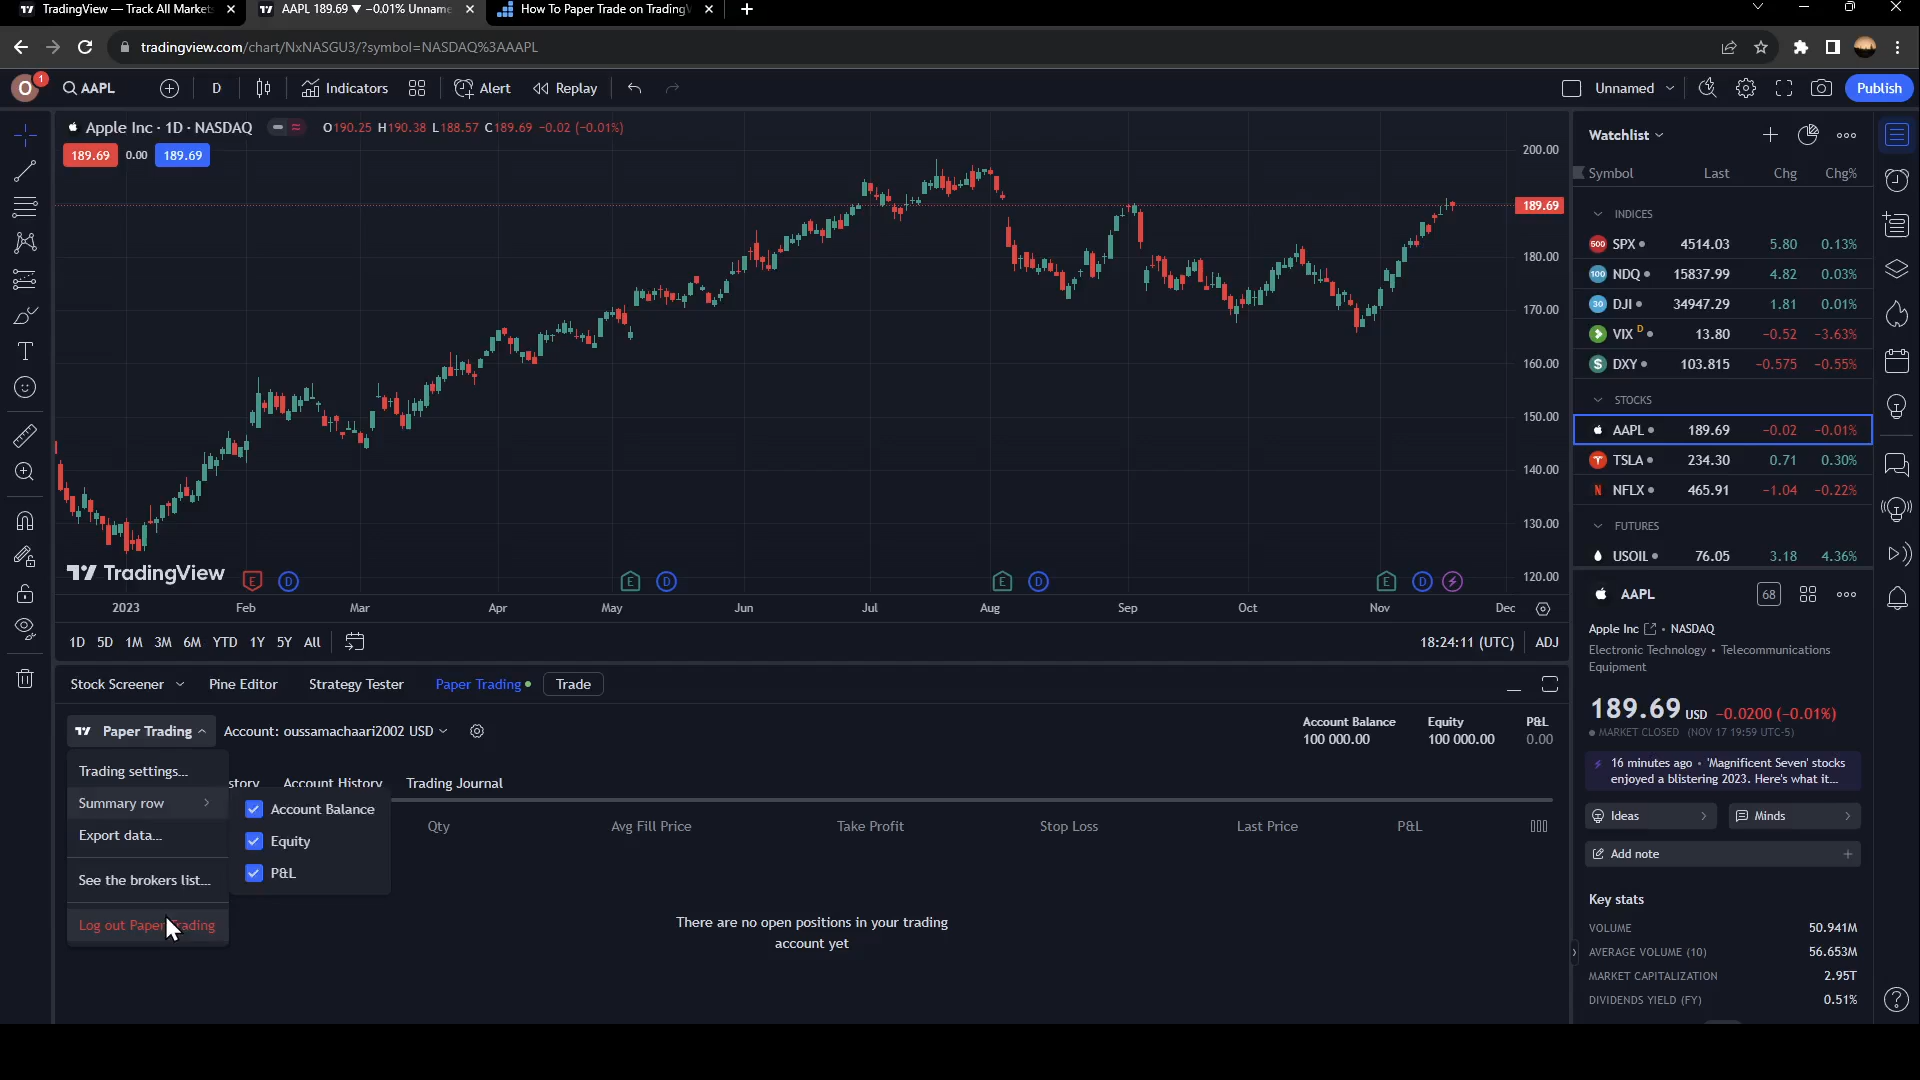 TradingView — Track All Market
AAPL 189.69 ▼ −0.01% Unname
How To Paper Trade on TradingV
tradingview.com/chart/NxNASGU3/?symbol=NASDAQ%3AAAPL
O 1
AAPL
D
Indicators
Alert
Replay
Unnamed
Publish
Apple Inc · 1D · NASDAQ
O190.25 H190.38 L188.57 C189.69 −0.02 (−0.01%)
189.69 0.00 189.69
200.00
189.69
180.00
170.00
160.00
150.00
140.00
130.00
120.00
TradingView
E D E D E D E D
2023 Feb Mar Apr May Jun Jul Aug Sep Oct Nov Dec
1D 5D 1M 3M 6M YTD 1Y 5Y All
18:24:11 (UTC) ADJ
Stock Screener Pine Editor Strategy Tester Paper Trading Trade
Paper Trading
Account: oussamachaari2002 USD
Account Balance Equity P&L
100 000.00 100 000.00 0.00
Trading settings...
Summary row
Export data...
See the brokers list...
Log out Paper Trading
story Account History Trading Journal
Account Balance
Equity
P&L
Qty Avg Fill Price Take Profit Stop Loss Last Price P&L
There are no open positions in your trading
account yet
Watchlist
Symbol Last Chg Chg%
INDICES
500 SPX 4514.03 5.80 0.13%
100 NDQ 15837.99 4.82 0.03%
30 DJI 34947.29 1.81 0.01%
VIX D 13.80 −0.52 −3.63%
$ DXY 103.815 −0.575 −0.55%
STOCKS
AAPL 189.69 −0.02 −0.01%
TSLA 234.30 0.71 0.30%
N NFLX 465.91 −1.04 −0.22%
FUTURES
USOIL 76.05 3.18 4.36%
AAPL
68
Apple Inc • NASDAQ
Electronic Technology • Telecommunications
Equipment
189.69 USD −0.0200 (−0.01%)
MARKET CLOSED (NOV 17 19:59 UTC-5)
16 minutes ago • 'Magnificent Seven' stocks
enjoyed a blistering 2023. Here's what it...
Ideas
Minds
Add note
Key stats
VOLUME 50.941M
AVERAGE VOLUME (10) 56.653M
MARKET CAPITALIZATION 2.95T
DIVIDENDS YIELD (FY) 0.51%